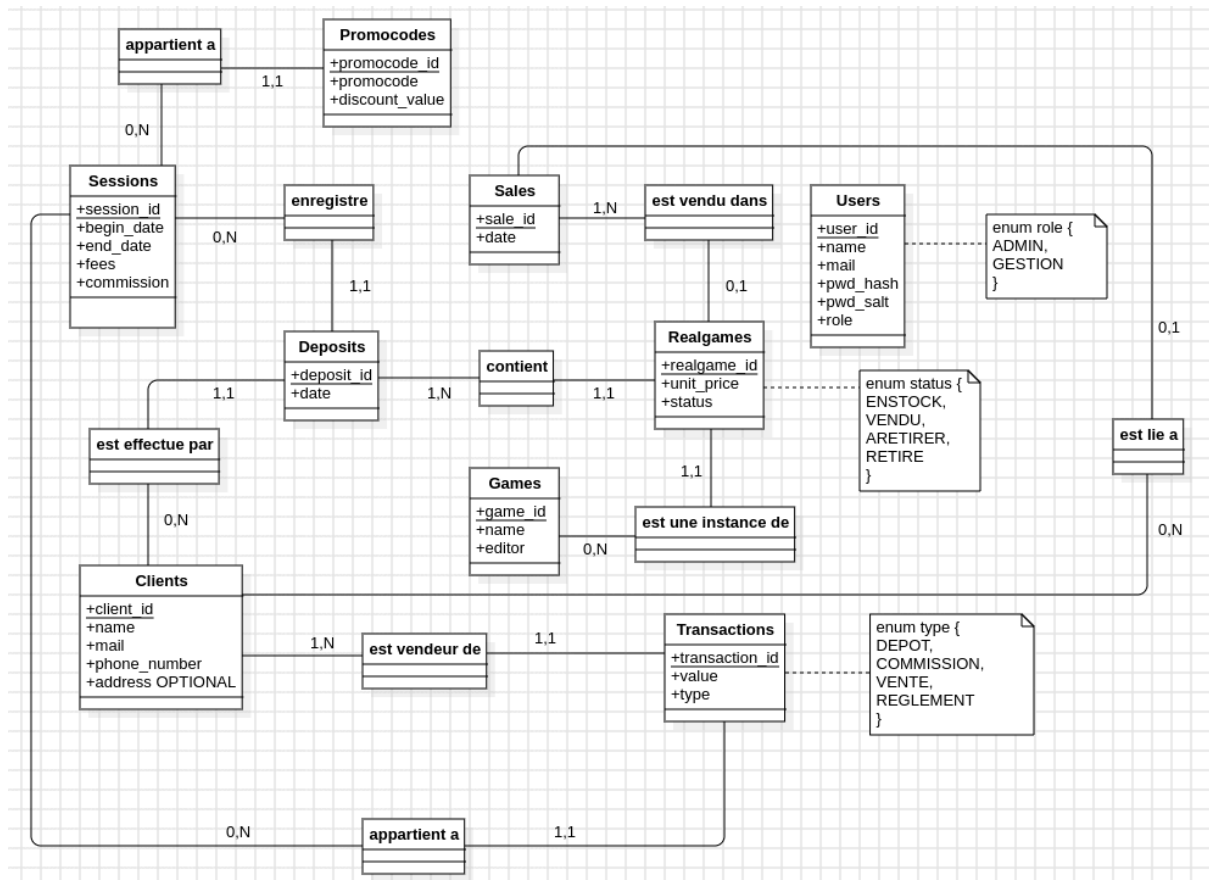 appartient a
1,1
0,N
Promocodes
+promocode_id
+promocode
+discount_value
Sessions
+session_id
+begin_date
+end_date
+fees
+commission
0,N
enregistre
1,1
Sales
+sale_id
+date
1,N
est vendu dans
0,1
Users
+user_id
+name
+mail
+pwd_hash
+pwd_salt
+role
enum role {
ADMIN,
GESTION
}
0,1
Deposits
+deposit_id
+date
1,1
1,N
contient
1,1
Realgames
+realgame_id
+unit_price
+status
enum status {
ENSTOCK,
VENDU,
ARETIRER,
RETIRE
}
est lie a
0,N
est effectue par
0,N
Games
+game_id
+name
+editor
0,N
1,1
est une instance de
Clients
+client_id
+name
+mail
+phone_number
+address OPTIONAL
1,N
est vendeur de
1,1
Transactions
+transaction_id
+value
+type
enum type {
DEPOT,
COMMISSION,
VENTE,
REGLEMENT
}
0,N
appartient a
1,1